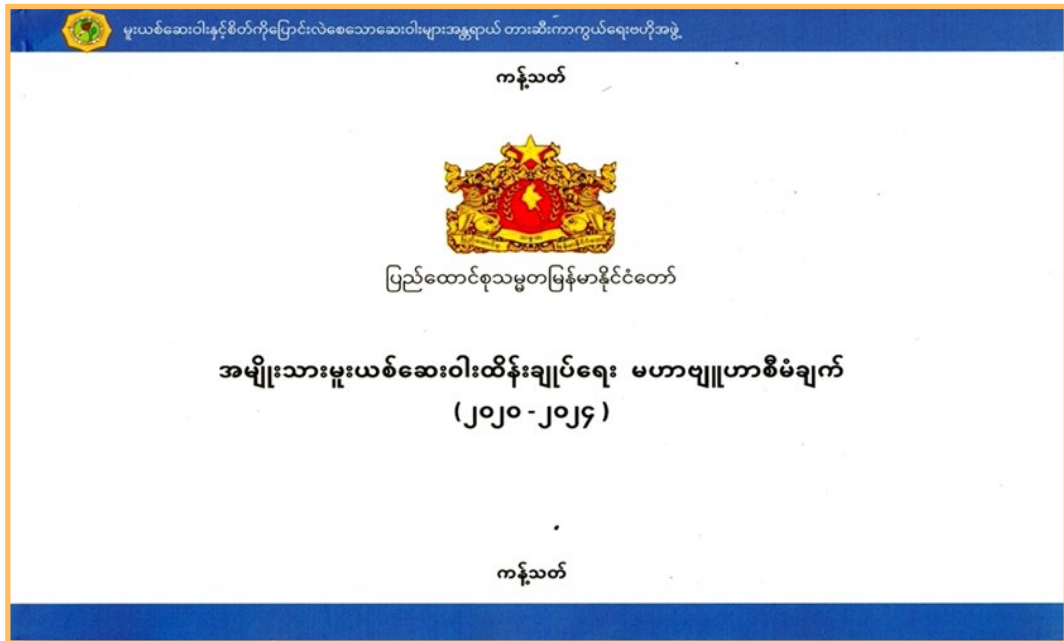 မူးယစ်ဆေးဝါးနှင့်စိတ်ကိုပြောင်းလဲစေသောဆေးဝါးများအန္တရာယ် တားဆီးကာကွယ်ရေးဗဟိုအဖွဲ့
ကန့်သတ်
ပြည်ထောင်စုသမ္မတမြန်မာနိုင်ငံတော်
အမျိုးသားမူးယစ်ဆေးဝါးထိန်းချုပ်ရေး မဟာဗျူဟာစီမံချက်
(၂၀၂၀ - ၂၀၂၄ )
ကန့်သတ်